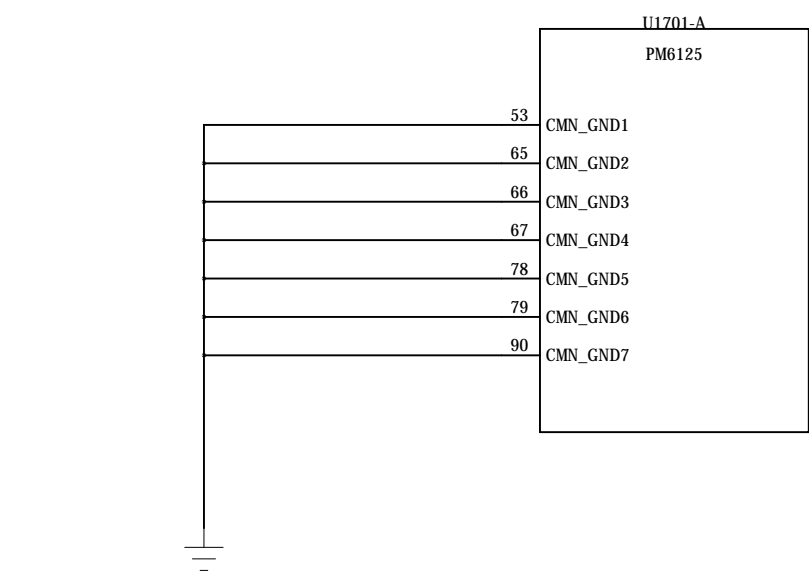 U1701-A
PM6125
53 CMN_GND1
65 CMN_GND2
66 CMN_GND3
67 CMN_GND4
78 CMN_GND5
79 CMN_GND6
90 CMN_GND7